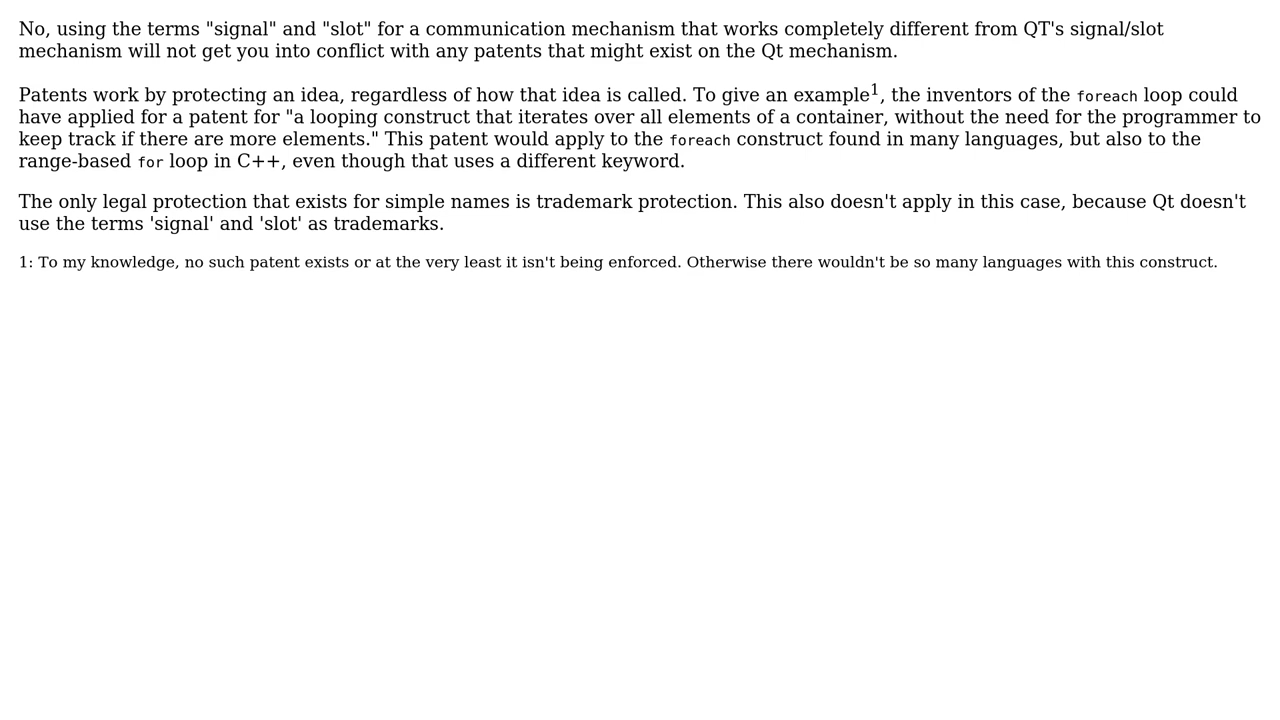 No, using the terms "signal" and "slot" for a communication mechanism that works completely different from QT's signal/slot
mechanism will not get you into conflict with any patents that might exist on the Qt mechanism.
Patents work by protecting an idea, regardless of how that idea is called. To give an example1, the inventors of the foreach loop could
have applied for a patent for "a looping construct that iterates over all elements of a container, without the need for the programmer to
keep track if there are more elements." This patent would apply to the foreach construct found in many languages, but also to the
range-based for loop in C++, even though that uses a different keyword.
The only legal protection that exists for simple names is trademark protection. This also doesn't apply in this case, because Qt doesn't
use the terms 'signal' and 'slot' as trademarks.
1: To my knowledge, no such patent exists or at the very least it isn't being enforced. Otherwise there wouldn't be so many languages with this construct.